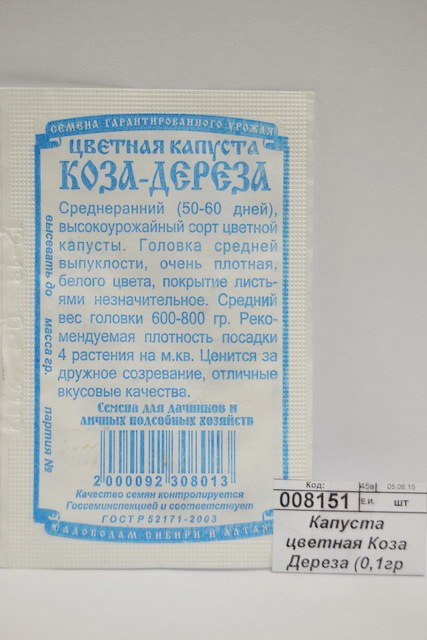 СЕМЕНА ГАРАНТИРОВАННОГО УРОЖАЯ
ЦВЕТНАЯ КАПУСТА
КОЗА-ДЕРЕЗА
Среднеранний (50-60 дней),
высокоурожайный сорт цветной
капусты. Головка средней
выпуклости, очень плотная,
белого цвета, покрытие листь-
ями незначительное. Средний
вес головки 600-800 гр. Реко-
мендуемая плотность посадки
4 растения на м.кв. Ценится за
дружное созревание, отличные
вкусовые качества.
высевать до масса гр. партия №
Семена для дачников и
личных подсобных хозяйств
2000092 308013
Качество семян контролируется
Госсеминспекцией и соответствует
ГОСТ Р 52171-2003
САДОВОДАМ СИБИРИ И АЛТАЯ
Код: 45в 05.06.15
008151 Е.И. шт
Капуста
цветная Коза
Дереза (0,1гр